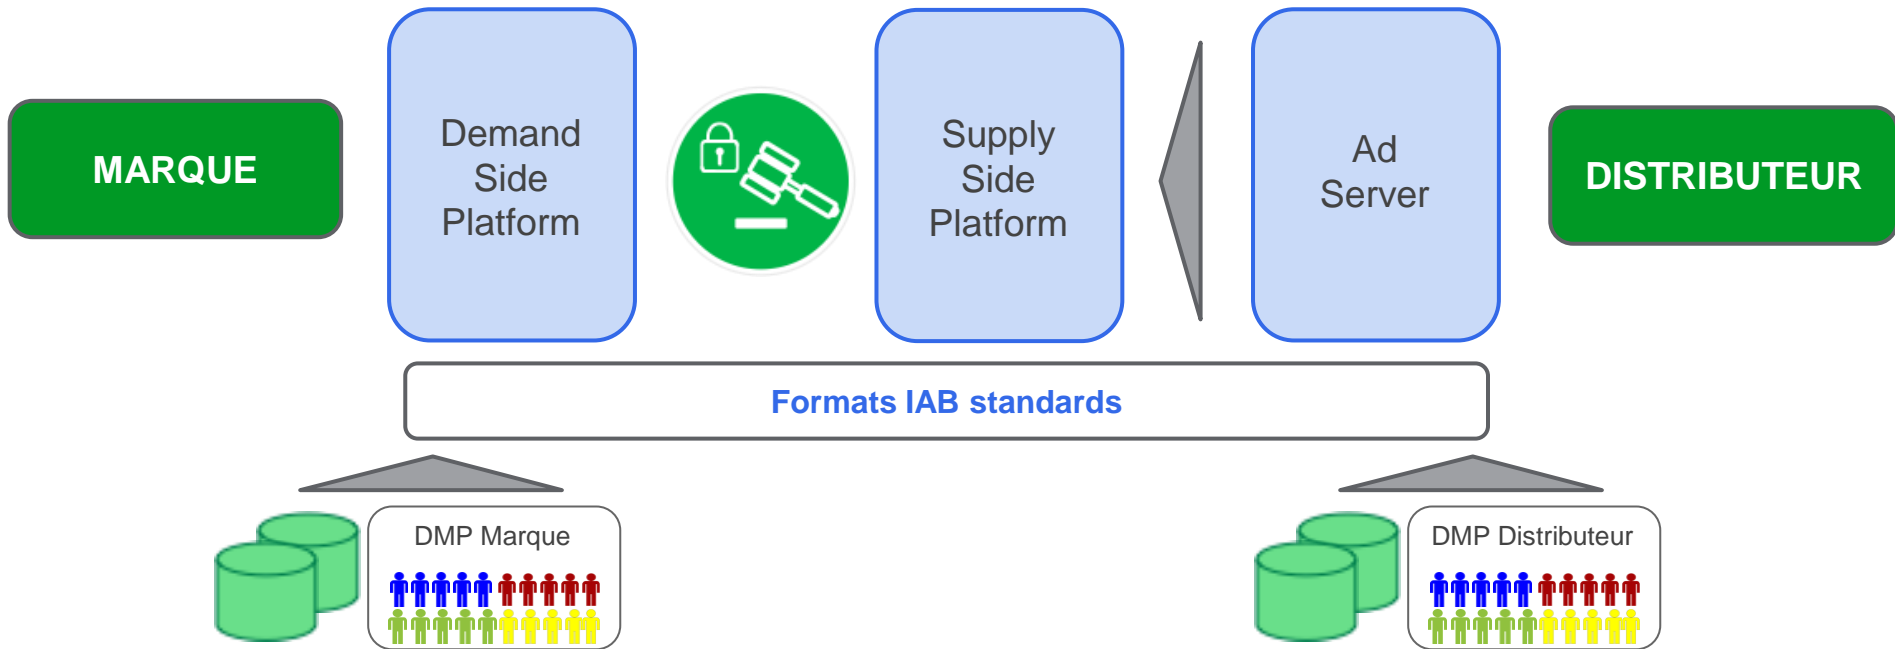 MARQUE
Demand
Side
Platform
Supply
Side
Platform
Ad
Server
DISTRIBUTEUR
Formats IAB standards
DMP Marque
DMP Distributeur